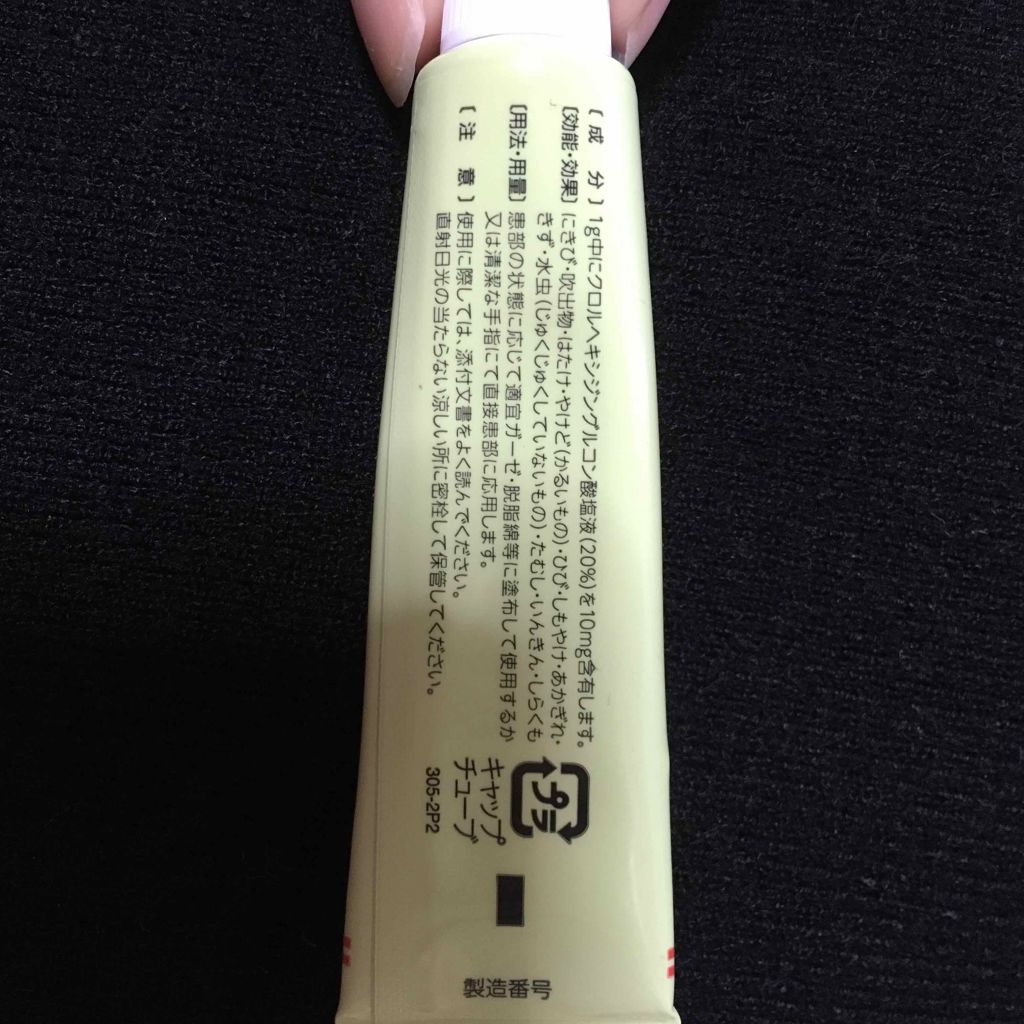 〔成分〕1g中にクロルヘキシジングルコン酸塩液(20%)を10mg含有します。
〔効能・効果〕にきび・吹出物・はたけ・やけど(かるいもの)・ひび・しもやけ・あかぎれ・
きず・水虫(じゅくじゅくしていないもの)・たむし・いんきん・しらくも
〔用法・用量〕患部の状態に応じて適宜ガーゼ・脱脂綿等に塗布して使用するか
又は清潔な手指にて直接患部に応用します。
〔注意〕使用に際しては、添付文書をよく読んでください。
直射日光の当たらない涼しい所に密栓して保管してください。
プラ
キャップ
チューブ
305-2P2
製造番号